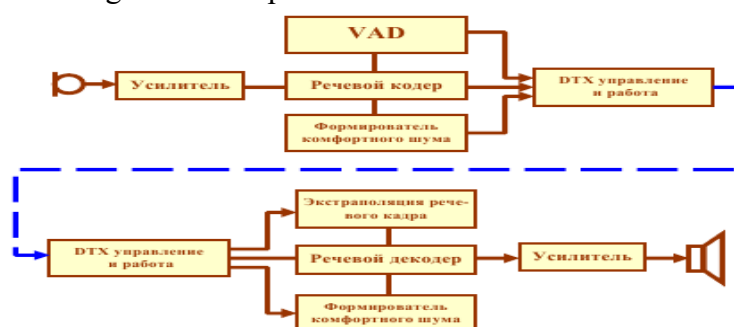 VAD
Усилитель
Речевой кодер
DTX управление
и работа
Формирователь
комфортного шума
Экстраполяция рече-
вого кадра
DTX управление
и работа
Речевой декодер
Усилитель
Формирователь
комфортного шума